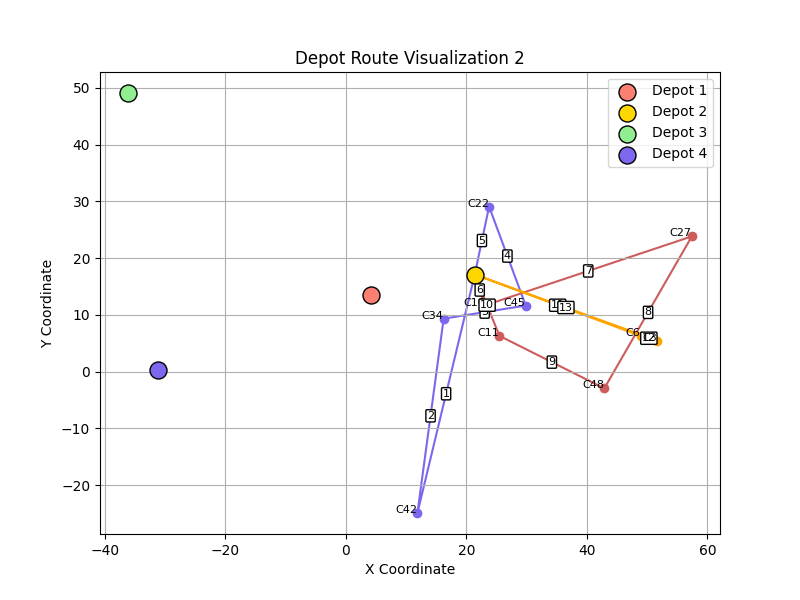 Depot Route Visualization 2
Depot 1
Depot 2
Depot 3
Depot 4
Y Coordinate
50
40
30
20
10
0
−10
−20
−40
−20
0
20
40
60
X Coordinate
C22
C27
C45
C34
C11
C6
C48
C42
5
4
7
6
10
13
8
9
1
2